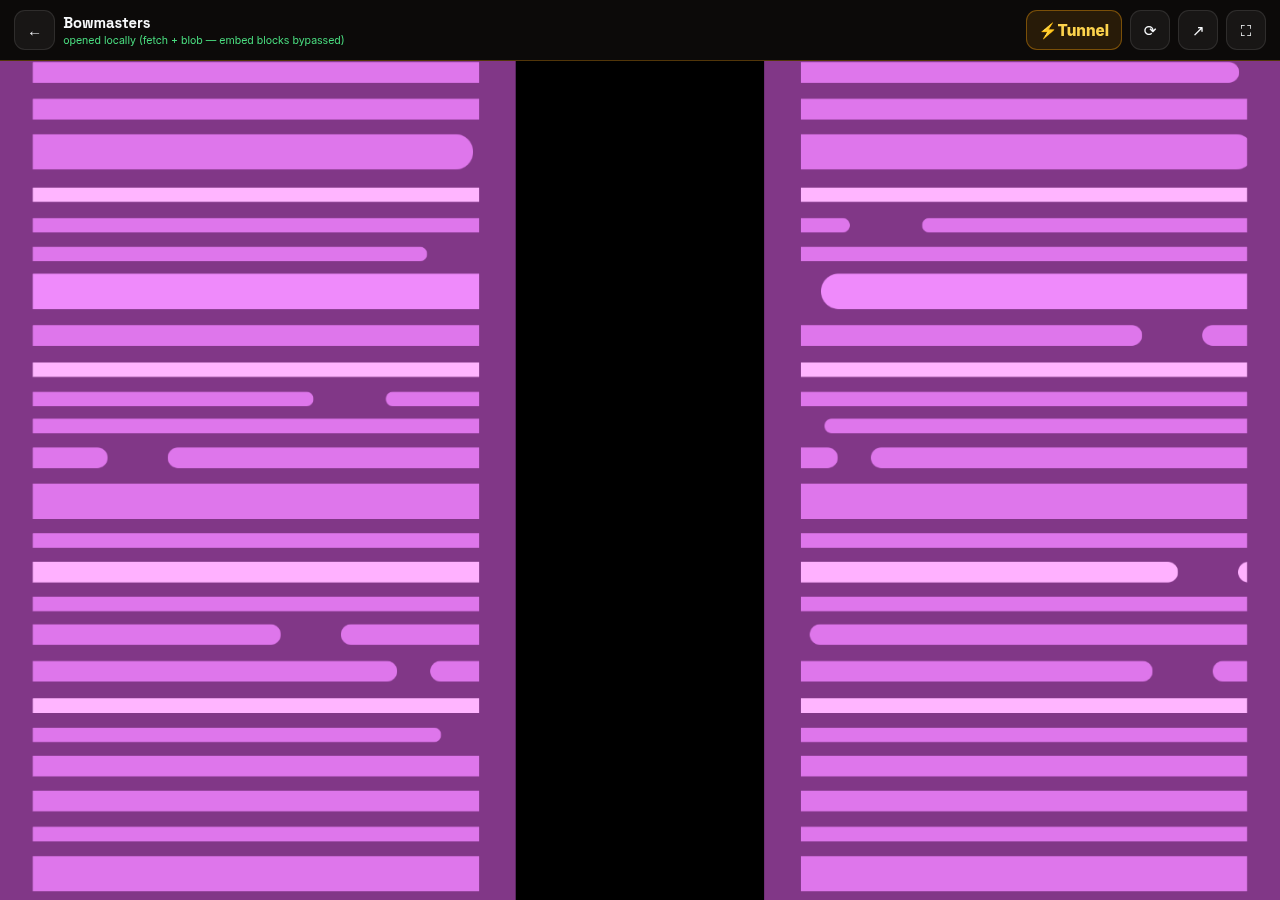 ←
Bowmasters
opened locally (fetch + blob — embed blocks bypassed)
⚡Tunnel
⟳
↗
⛶